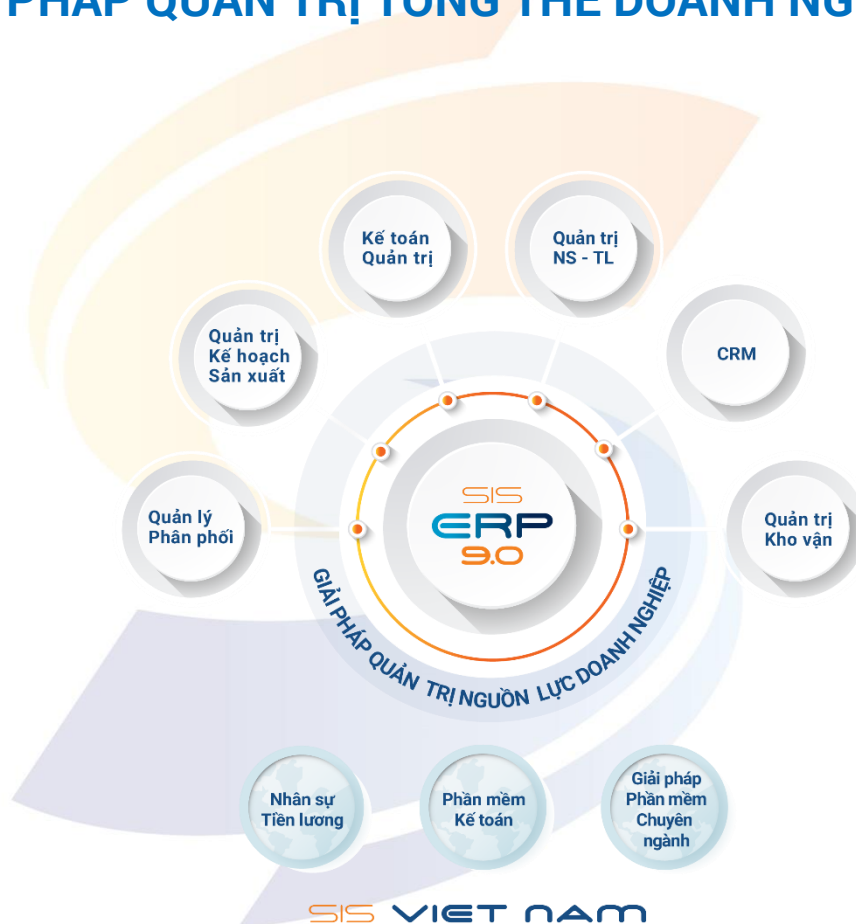 PHÁP QUẢN TRỊ TỔNG THỂ DOANH NG
Kế toán
Quản trị
Quản trị
NS - TL
Quản trị
Kế hoạch
Sản xuất
CRM
Quản lý
Phân phối
SIS
ERP
9.0
Quản trị
Kho vận
GIẢI PHÁP QUẢN TRỊ NGUỒN LỰC DOANH NGHIỆP
Nhân sự
Tiền lương
Phần mềm
Kế toán
Giải pháp
Phần mềm
Chuyên
ngành
SIS VIET NAM